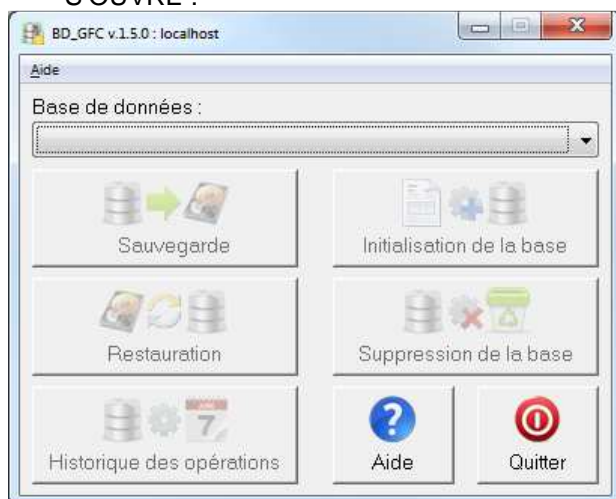 S'OUVRE :
BD_GFC v.1.5.0 : localhost
Aide
Base de données :
Sauvegarde
Initialisation de la base
Restauration
Suppression de la base
7
Historique des opérations
Aide
Quitter